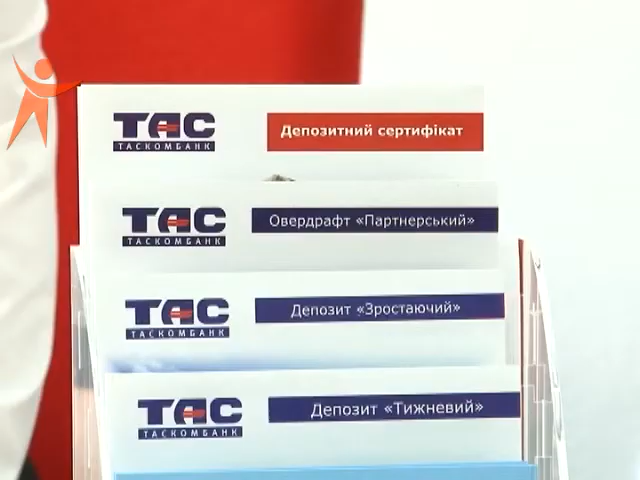 ТАС
ТАСКОМБАНК
Депозитний сертифікат
ТАС
ТАСКОМБАНК
Овердрафт «Партнерський»
ТАС
ТАСКОМБАНК
Депозит «Зростаючий»
ТАС
ТАСКОМБАНК
Депозит «Тижневий»